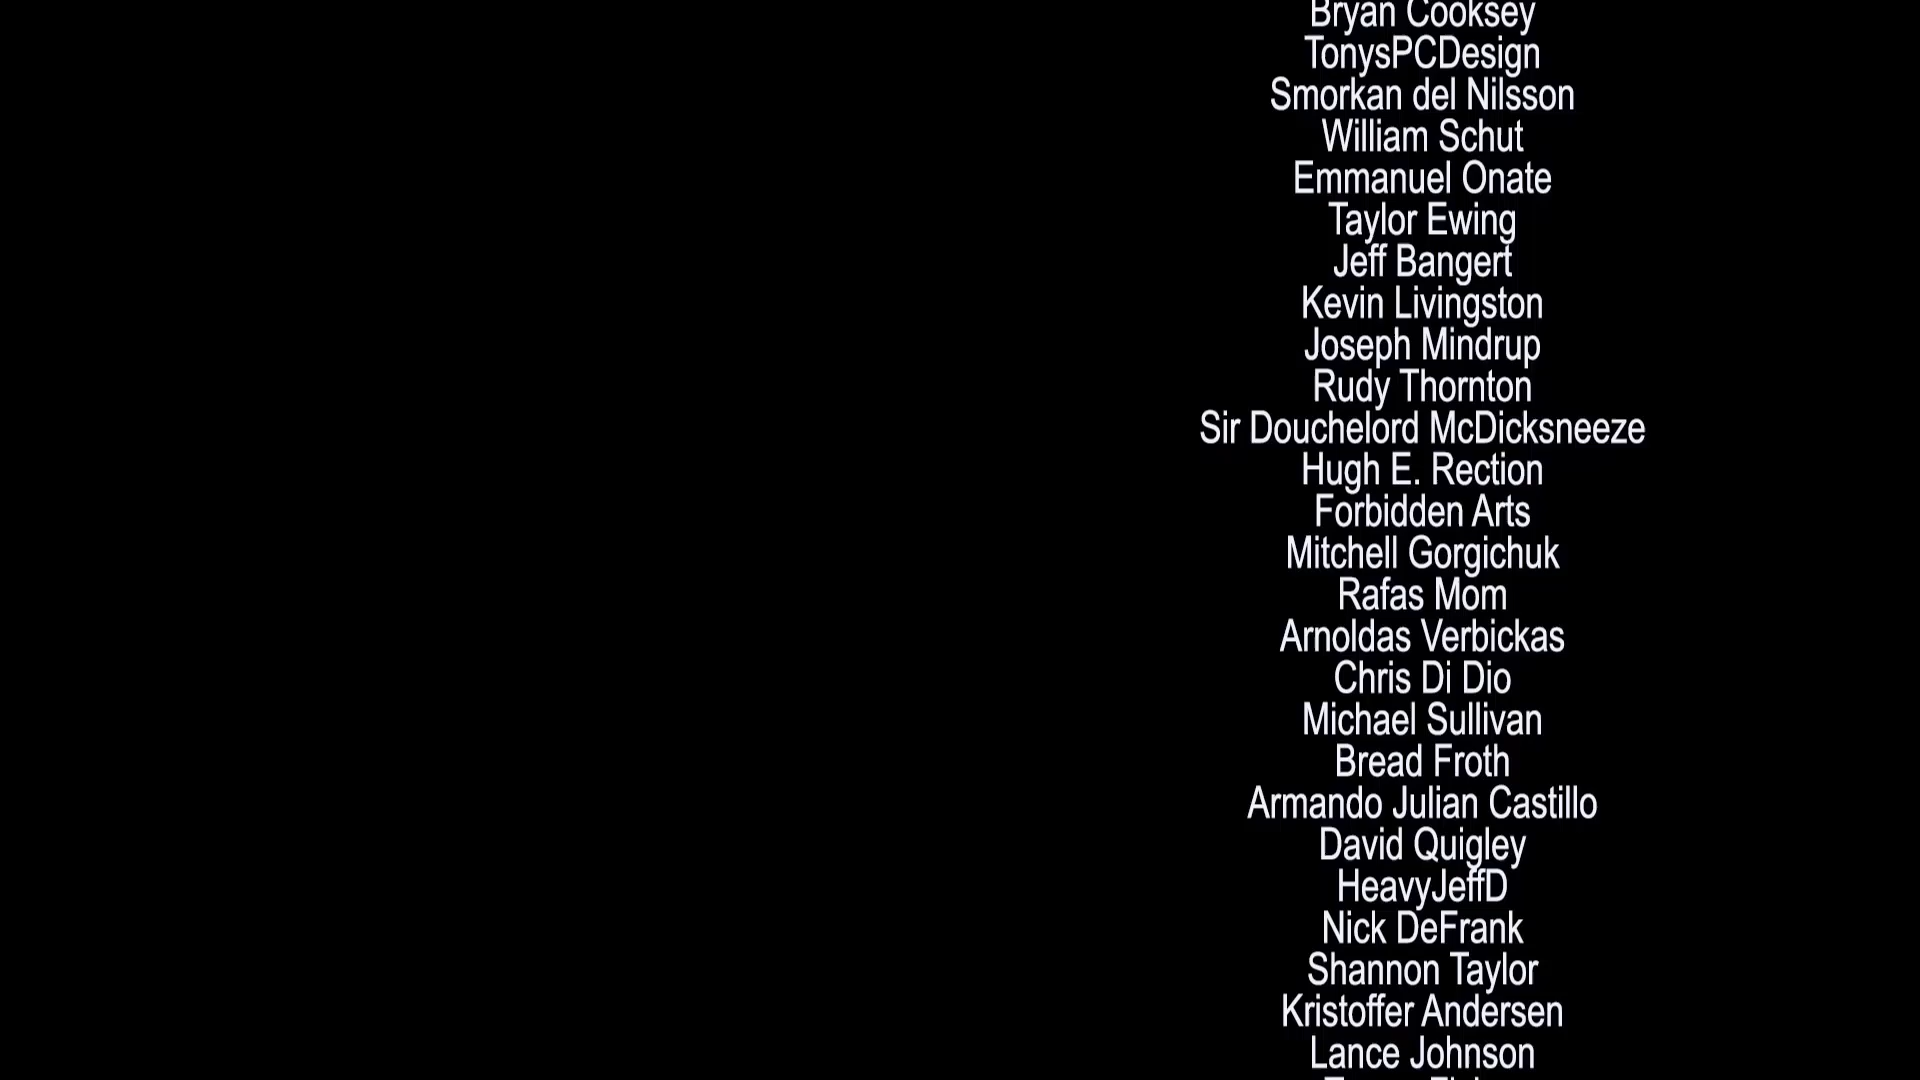 Bryan Cooksey
TonysPCDesign
Smorkan del Nilsson
William Schut
Emmanuel Onate
Taylor Ewing
Jeff Bangert
Kevin Livingston
Joseph Mindrup
Rudy Thornton
Sir Douchelord McDicksneeze
Hugh E. Rection
Forbidden Arts
Mitchell Gorgichuk
Rafas Mom
Arnoldas Verbickas
Chris Di Dio
Michael Sullivan
Bread Froth
Armando Julian Castillo
David Quigley
HeavyJeffD
Nick DeFrank
Shannon Taylor
Kristoffer Andersen
Lance Johnson